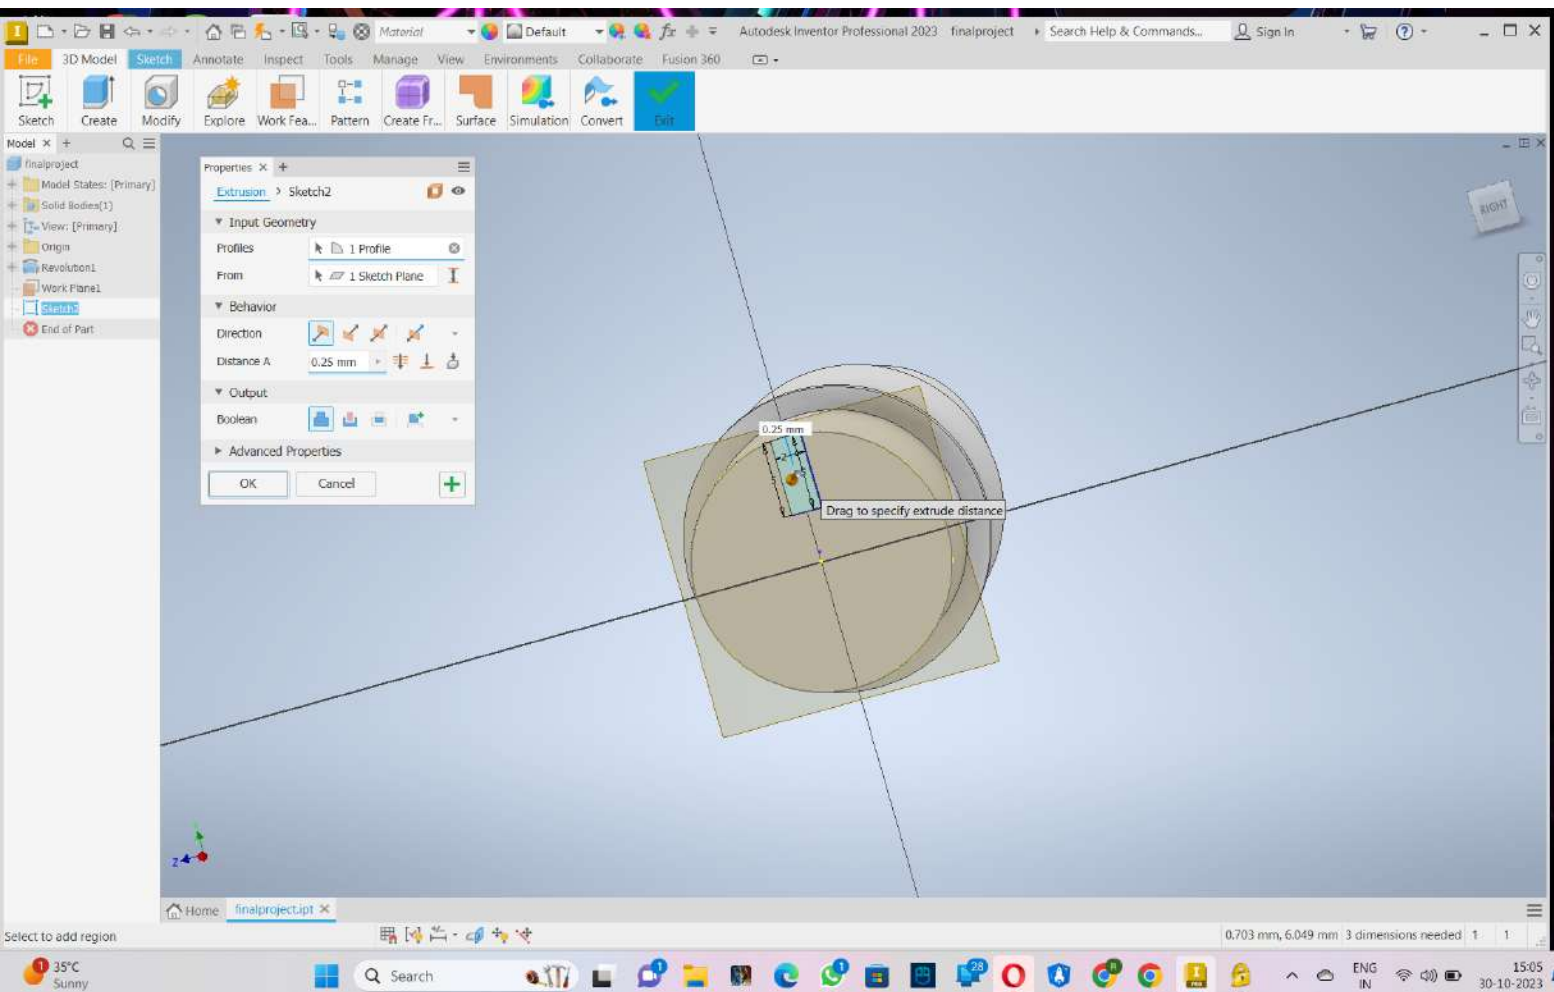 Material
Default
Autodesk Inventor Professional 2023 finalproject
Search Help & Commands...
Sign In
File 3D Model Sketch Annotate Inspect Tools Manage View Environments Collaborate Fusion 360
Sketch Create Modify Explore Work Fea... Pattern Create Fr... Surface Simulation Convert Exit
Model × +
finalproject
Model States: [Primary]
Solid Bodies(1)
View: [Primary]
Origin
Revolution1
Work Plane1
Sketch2
End of Part
Properties × +
Extrusion > Sketch2
Input Geometry
Profiles 1 Profile
From 1 Sketch Plane
Behavior
Direction
Distance A 0.25 mm
Output
Boolean
Advanced Properties
OK Cancel
RIGHT
0.25 mm
Drag to specify extrude distance
Z
Home finalproject.ipt ×
Select to add region
0.703 mm, 6.049 mm 3 dimensions needed 1 1
1 35°C
Sunny
Search
1
1
28
ENG
IN
15:05
30-10-2023